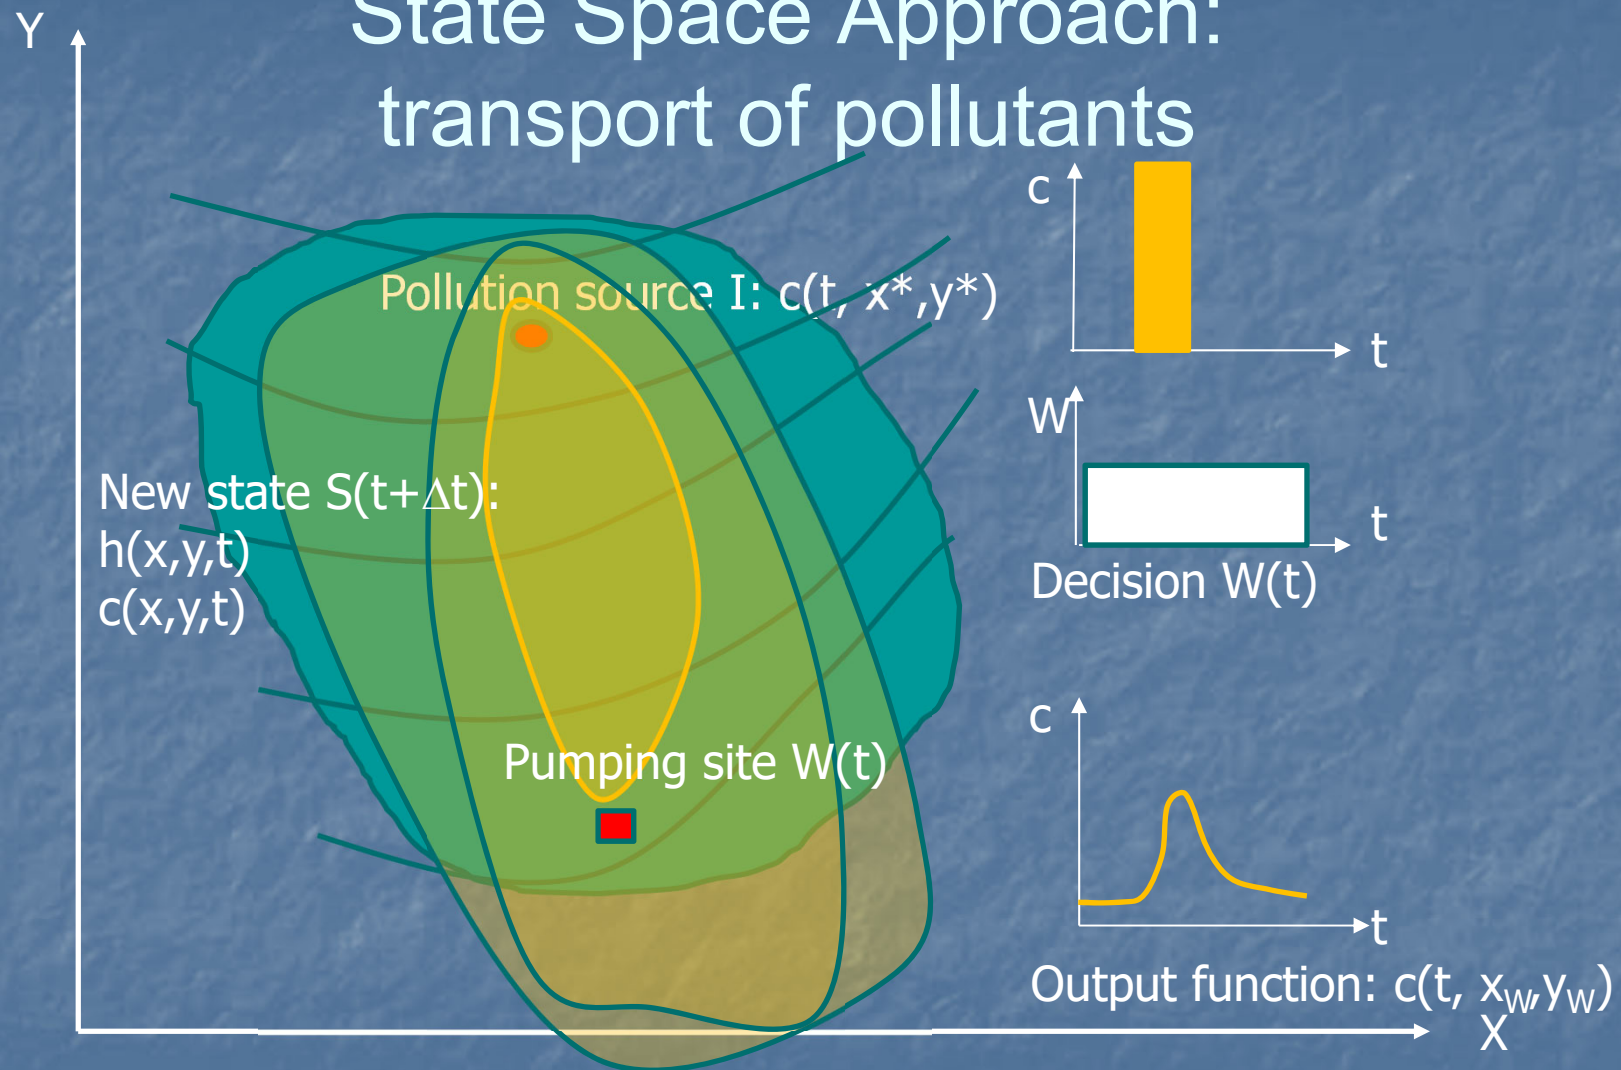 State Space Approach:
transport of pollutants
Y
c
t
Pollution source I: c(t, x*,y*)
W
t
Decision W(t)
New state S(t+Δt):
h(x,y,t)
c(x,y,t)
Pumping site W(t)
c
t
Output function: c(t, xW,yW)
X